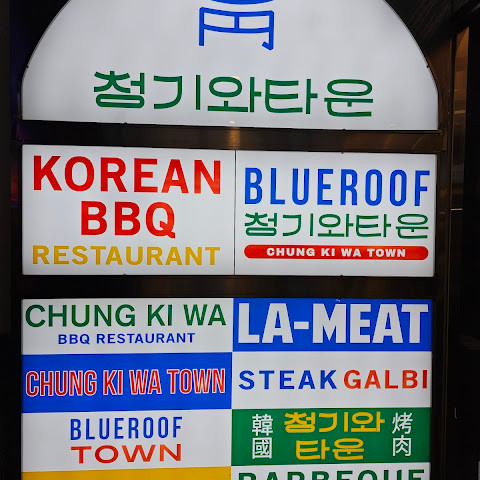 청기와타운
KOREAN
BBQ
RESTAURANT
BLUEROOF
청기와타운
CHUNG KI WA TOWN
CHUNG KI WA
BBQ RESTAURANT
LA-MEAT
CHUNG KI WA TOWN
STEAK GALBI
BLUEROOF
TOWN
韓國
청기와
타운
烤肉
BARBEQUE